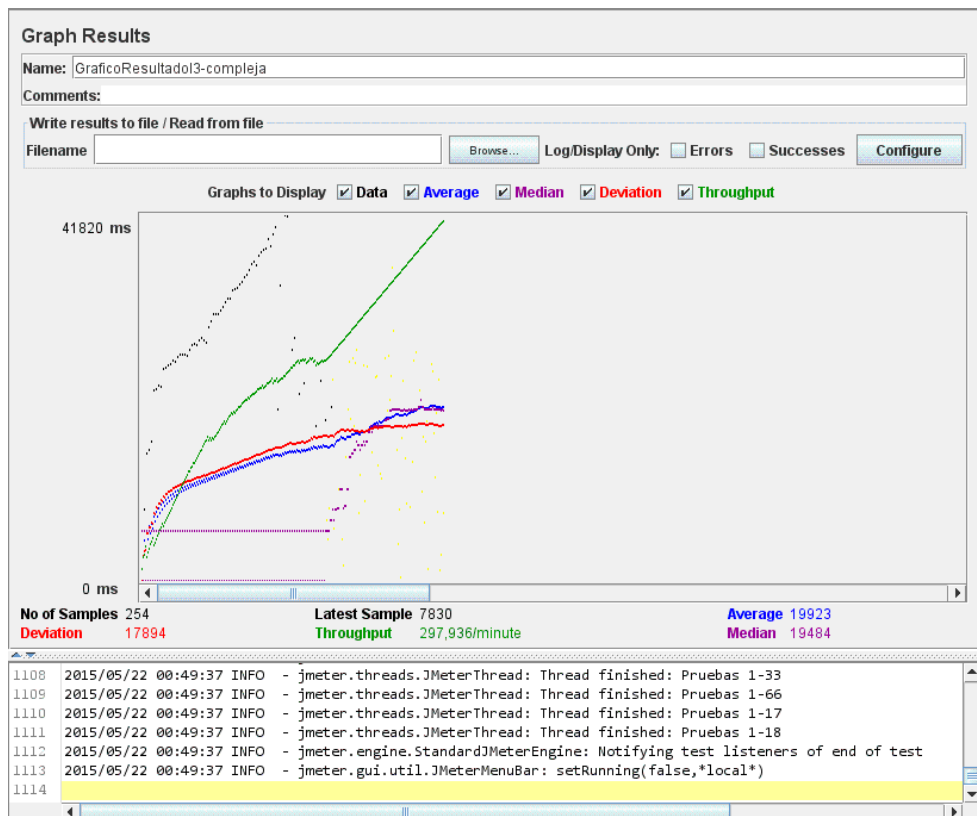 Graph Results
Name: GraficoResultadol3-compleja
Comments:
Write results to file / Read from file
Filename Browse... Log/Display Only: Errors Successes Configure
Graphs to Display Data Average Median Deviation Throughput
41820 ms
0 ms
No of Samples 254 Latest Sample 7830 Average 19923
Deviation 17894 Throughput 297,936/minute Median 19484
1108 2015/05/22 00:49:37 INFO - jmeter.threads.JMeterThread: Thread finished: Pruebas 1-33
1109 2015/05/22 00:49:37 INFO - jmeter.threads.JMeterThread: Thread finished: Pruebas 1-66
1110 2015/05/22 00:49:37 INFO - jmeter.threads.JMeterThread: Thread finished: Pruebas 1-17
1111 2015/05/22 00:49:37 INFO - jmeter.threads.JMeterThread: Thread finished: Pruebas 1-18
1112 2015/05/22 00:49:37 INFO - jmeter.engine.StandardJMeterEngine: Notifying test listeners of end of test
1113 2015/05/22 00:49:37 INFO - jmeter.gui.util.JMeterMenuBar: setRunning(false,*local*)
1114